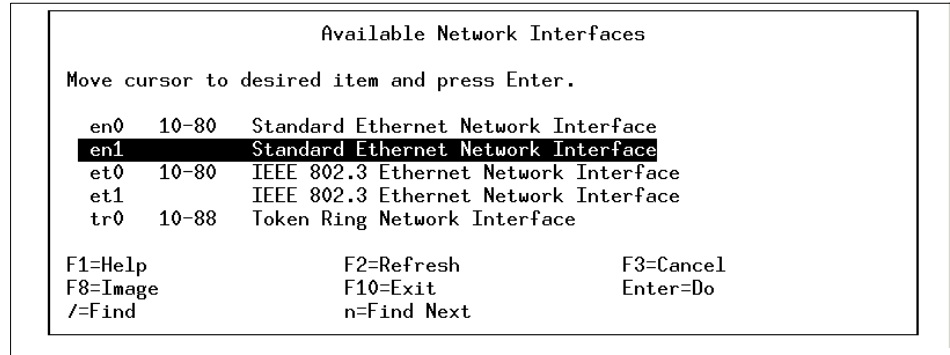 Available Network Interfaces
Move cursor to desired item and press Enter.
en0 10-80 Standard Ethernet Network Interface
en1 Standard Ethernet Network Interface
et0 10-80 IEEE 802.3 Ethernet Network Interface
et1 IEEE 802.3 Ethernet Network Interface
tr0 10-88 Token Ring Network Interface
F1=Help F2=Refresh F3=Cancel
F8=Image F10=Exit Enter=Do
/=Find n=Find Next